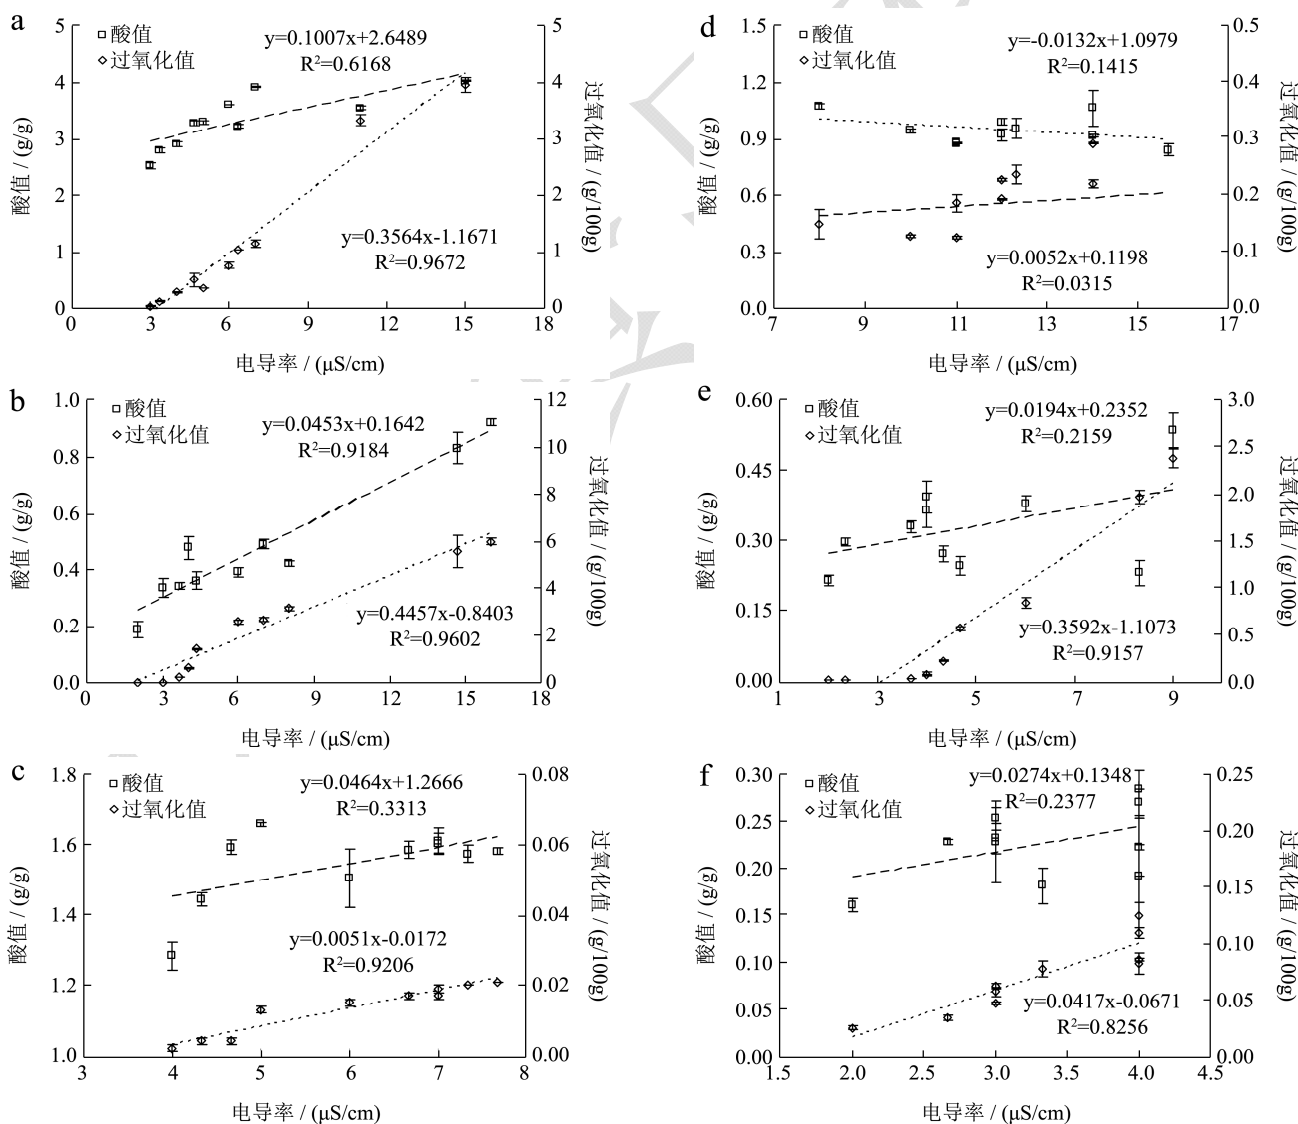 a
5
4
3
2
1
0
酸值 / (g/g)
酸值
过氧化值
y=0.1007x+2.6489
R²=0.6168
y=0.3564x-1.1671
R²=0.9672
5
4
3
2
1
0
过氧化值 / (g/100g)
0 3 6 9 12 15 18
电导率 / (μS/cm)
d
1.5
1.2
0.9
0.6
0.3
0.0
酸值 / (g/g)
酸值
过氧化值
y=-0.0132x+1.0979
R²=0.1415
y=0.0052x+0.1198
R²=0.0315
0.5
0.4
0.3
0.2
0.1
0.0
过氧化值 / (g/100g)
7 9 11 13 15 17
电导率 / (μS/cm)
b
1.0
0.8
0.6
0.4
0.2
0.0
酸值 / (g/g)
酸值
过氧化值
y=0.0453x+0.1642
R²=0.9184
y=0.4457x-0.8403
R²=0.9602
12
10
8
6
4
2
0
过氧化值 / (g/100g)
0 3 6 9 12 15 18
电导率 / (μS/cm)
e
0.60
0.45
0.30
0.15
0.00
酸值 / (g/g)
酸值
过氧化值
y=0.0194x+0.2352
R²=0.2159
y=0.3592x-1.1073
R²=0.9157
3.0
2.5
2.0
1.5
1.0
0.5
0.0
过氧化值 / (g/100g)
1 3 5 7 9
电导率 / (μS/cm)
c
1.8
1.6
1.4
1.2
1.0
酸值 / (g/g)
酸值
过氧化值
y=0.0464x+1.2666
R²=0.3313
y=0.0051x-0.0172
R²=0.9206
0.08
0.06
0.04
0.02
0.00
过氧化值 / (g/100g)
3 4 5 6 7 8
电导率 / (μS/cm)
f
0.30
0.25
0.20
0.15
0.10
0.05
0.00
酸值 / (g/g)
酸值
过氧化值
y=0.0274x+0.1348
R²=0.2377
y=0.0417x-0.0671
R²=0.8256
0.25
0.20
0.15
0.10
0.05
0.00
过氧化值 / (g/100g)
1.5 2.0 2.5 3.0 3.5 4.0 4.5
电导率 / (μS/cm)